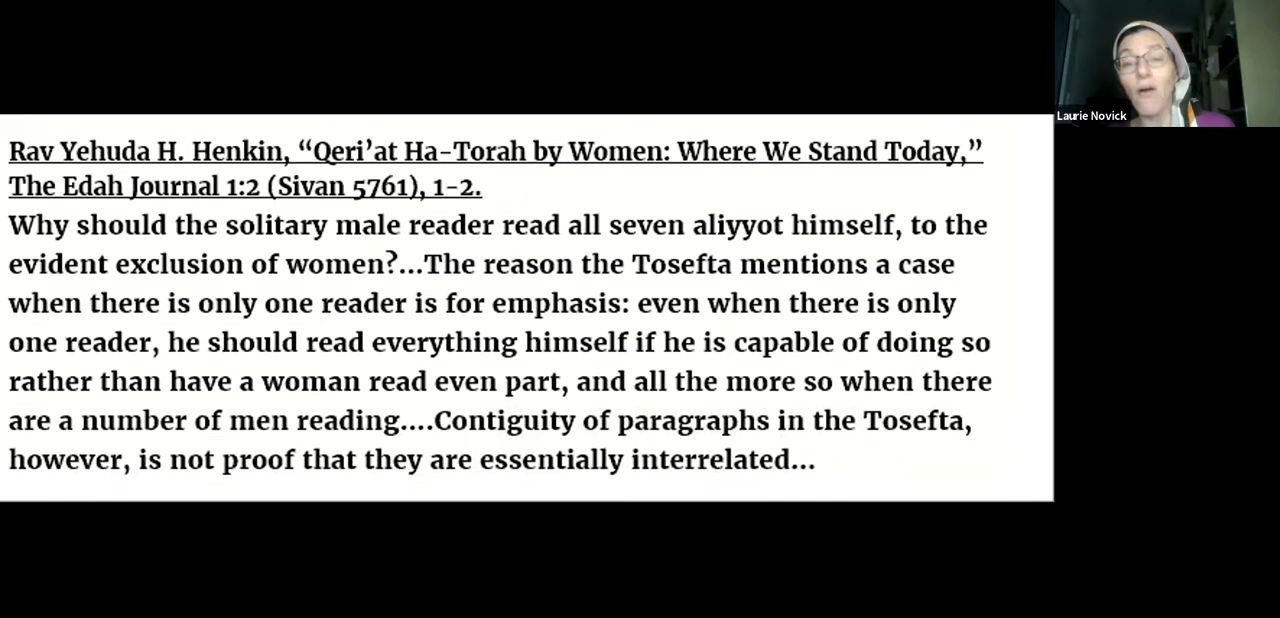 Laurie Novick
Rav Yehuda H. Henkin, “Qeri’at Ha-Torah by Women: Where We Stand Today,”
The Edah Journal 1:2 (Sivan 5761), 1-2.
Why should the solitary male reader read all seven aliyyot himself, to the
evident exclusion of women?...The reason the Tosefta mentions a case
when there is only one reader is for emphasis: even when there is only
one reader, he should read everything himself if he is capable of doing so
rather than have a woman read even part, and all the more so when there
are a number of men reading....Contiguity of paragraphs in the Tosefta,
however, is not proof that they are essentially interrelated...